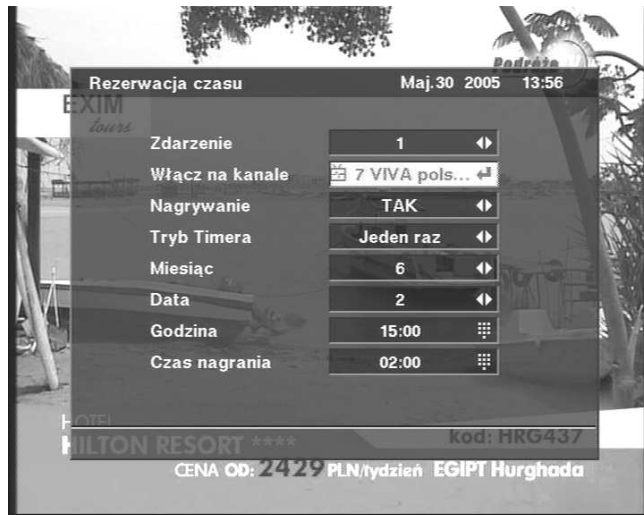 Podróże
Rezerwacja czasu Maj.30 2005 13:56
EXIM
tours
Zdarzenie 1
Włącz na kanale 7 VIVA pols...
Nagrywanie TAK
Tryb Timera Jeden raz
Miesiąc 6
Data 2
Godzina 15:00
Czas nagrania 02:00
HOTEL
HILTON RESORT **** kod: HRG437
CENA OD: 2429 PLN/tydzień EGIPT Hurghada